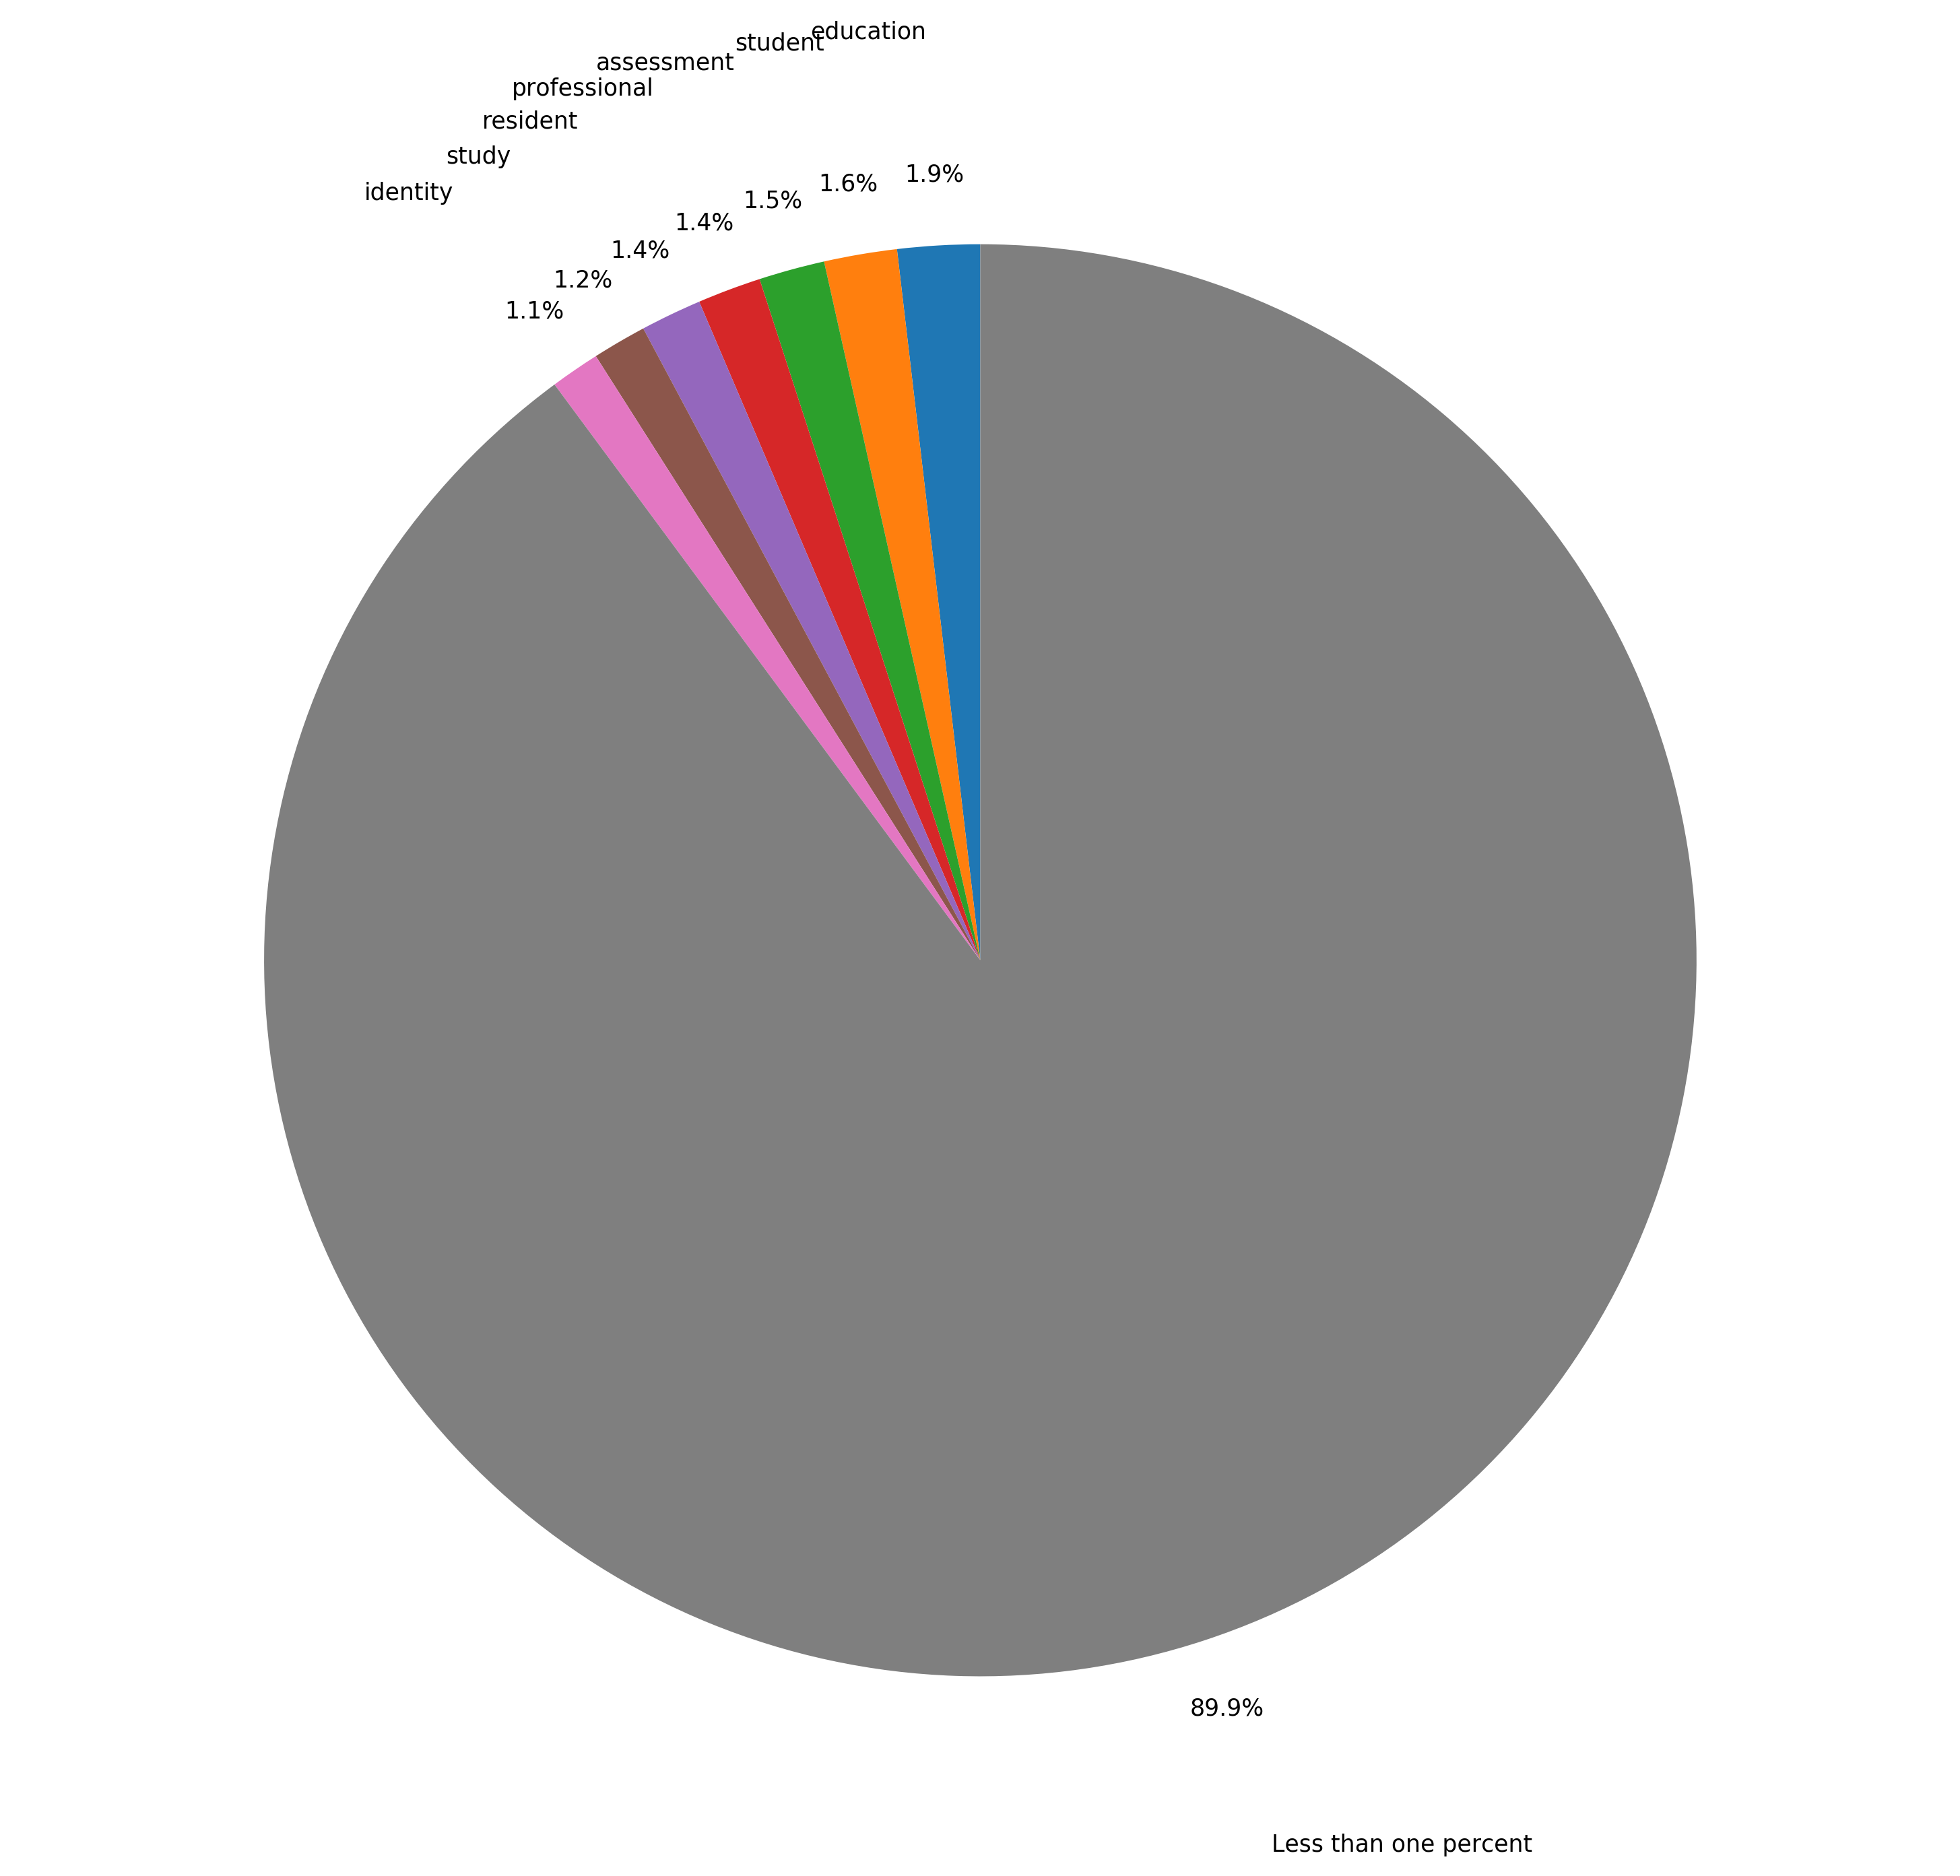 education
student
assessment
professional
resident
study
identity
1.9%
1.6%
1.5%
1.4%
1.4%
1.2%
1.1%
89.9%
Less than one percent